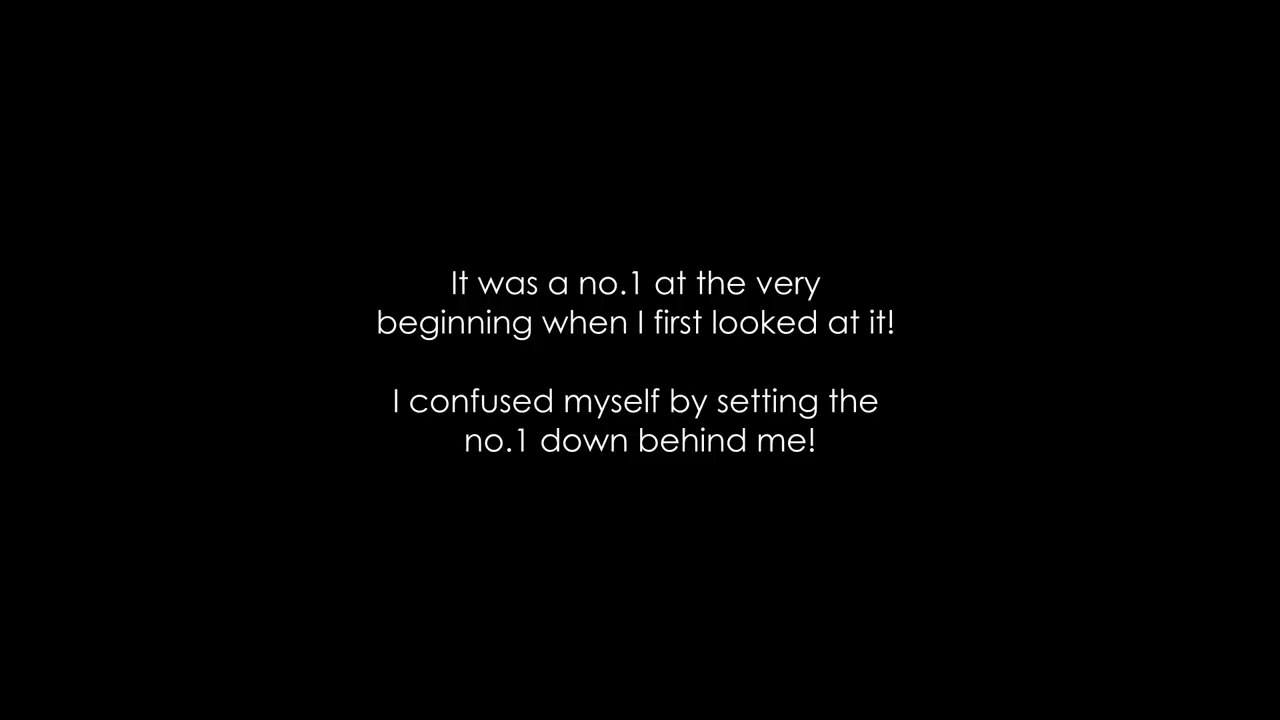 It was a no.1 at the very
beginning when I first looked at it!
I confused myself by setting the
no.1 down behind me!